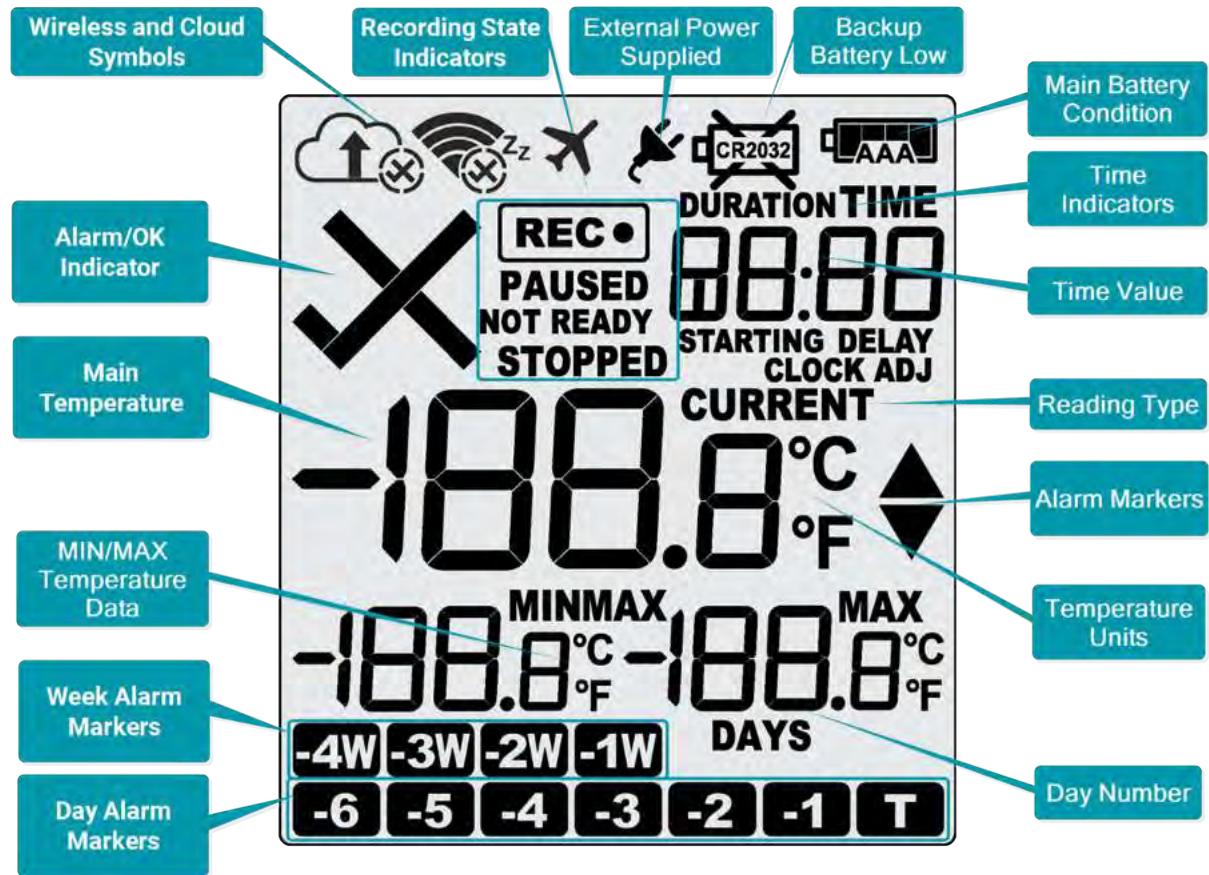 Wireless and Cloud
Symbols
Recording State
Indicators
External Power
Supplied
Backup
Battery Low
Main Battery
Condition
Time
Indicators
Time Value
Reading Type
Alarm Markers
Temperature
Units
Day Number
Alarm/OK
Indicator
Main
Temperature
MIN/MAX
Temperature
Data
Week Alarm
Markers
Day Alarm
Markers
Zz
CR2032
AAA
DURATION TIME
18:80
REC
PAUSED
NOT READY
STOPPED
STARTING DELAY
CLOCK ADJ
CURRENT
-188.8 °C
°F
MINMAX
-188.8 °C
°F
MAX
-188.8 °C
°F
DAYS
-4W -3W -2W -1W
-6 -5 -4 -3 -2 -1 T